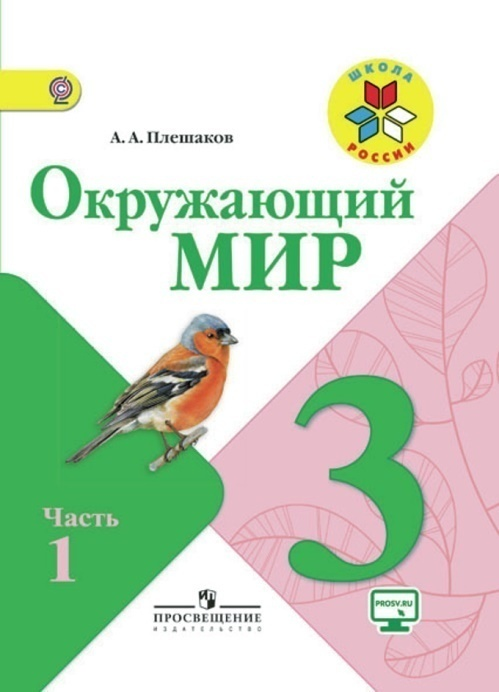 ШКОЛА
РОССИИ
А. А. Плешаков
Окружающий
МИР
3
Часть
1
ПРОСВЕЩЕНИЕ
ИЗДАТЕЛЬСТВО
PROSV.RU